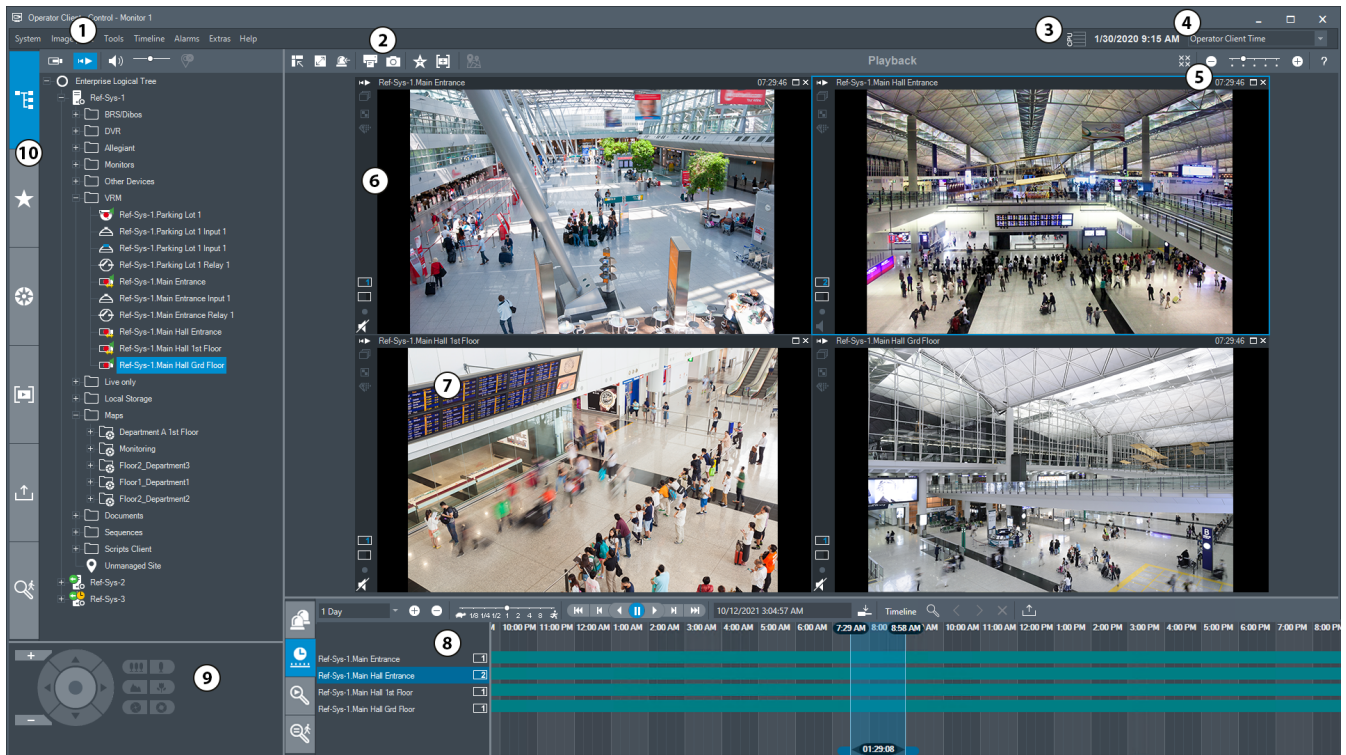 Operator Client - Control - Monitor 1
1
2
3
4
System Image Tools Timeline Alarms Extras Help
1/30/2020 9:15 AM Operator Client Time
Playback
?
5
Enterprise Logical Tree
Ref-Sys-1
BRS/Dibos
DVR
Allegiant
Monitors
Other Devices
VRM
Ref-Sys-1.Parking Lot 1
Ref-Sys-1.Parking Lot 1 Input 1
Ref-Sys-1.Parking Lot 1 Input 1
Ref-Sys-1.Parking Lot 1 Relay 1
Ref-Sys-1.Main Entrance
Ref-Sys-1.Main Entrance Input 1
Ref-Sys-1.Main Entrance Relay 1
Ref-Sys-1.Main Hall Entrance
Ref-Sys-1.Main Hall 1st Floor
Ref-Sys-1.Main Hall Grd Floor
Live only
Local Storage
Maps
Department A 1st Floor
Monitoring
Floor2_Department3
Floor1_Department1
Floor2_Department2
Documents
Sequences
Scripts Client
Unmanaged Site
Ref-Sys-2
Ref-Sys-3
10
Ref-Sys-1.Main Entrance 07:29:46
6
1
Ref-Sys-1.Main Hall Entrance 07:29:46
2
Ref-Sys-1.Main Hall 1st Floor
7
1
Ref-Sys-1.Main Hall Grd Floor 07:29:46
1
B
9
1 Day
1/8 1/4 1/2 1 2 4 8
10/12/2021 3:04:57 AM
Timeline
8
M 10:00 PM 11:00 PM 12:00 AM 1:00 AM 2:00 AM 3:00 AM 4:00 AM 5:00 AM 6:00 AM 7:29 AM 8:00 8:58 AM AM 10:00 AM 11:00 AM 12:00 PM 1:00 PM 2:00 PM 3:00 PM 4:00 PM 5:00 PM 6:00 PM 7:00 PM 8:00 PM
Ref-Sys-1.Main Entrance 1
Ref-Sys-1.Main Hall Entrance 2
Ref-Sys-1.Main Hall 1st Floor 1
Ref-Sys-1.Main Hall Grd Floor 1
01:29:08